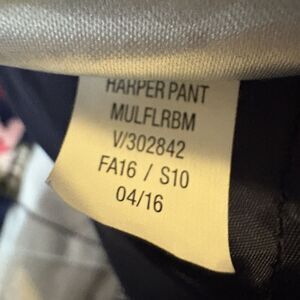 HARPER PANT
MULFLRBM
V/302842
FA16 / S10
04/16